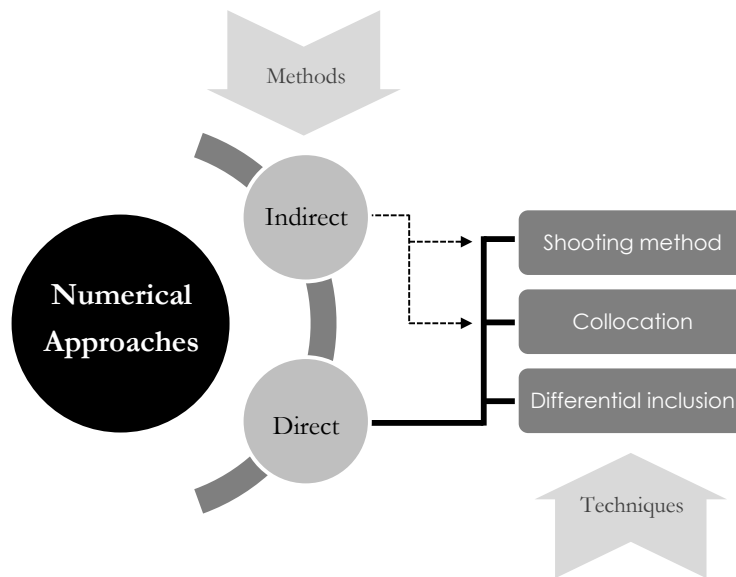 Methods
Indirect
Numerical
Approaches
Direct
Shooting method
Collocation
Differential inclusion
Techniques